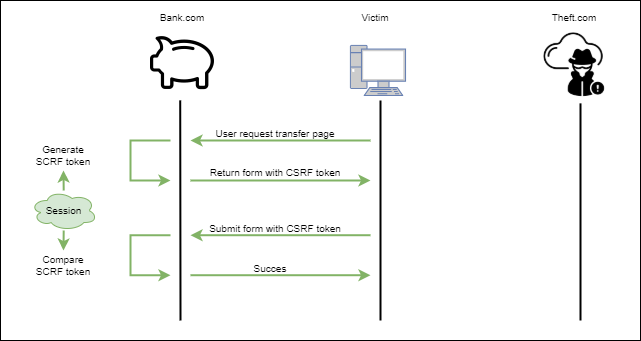 Bank.com
Victim
Theft.com
User request transfer page
Generate
SCRF token
Return form with CSRF token
Session
Submit form with CSRF token
Compare
SCRF token
Succes